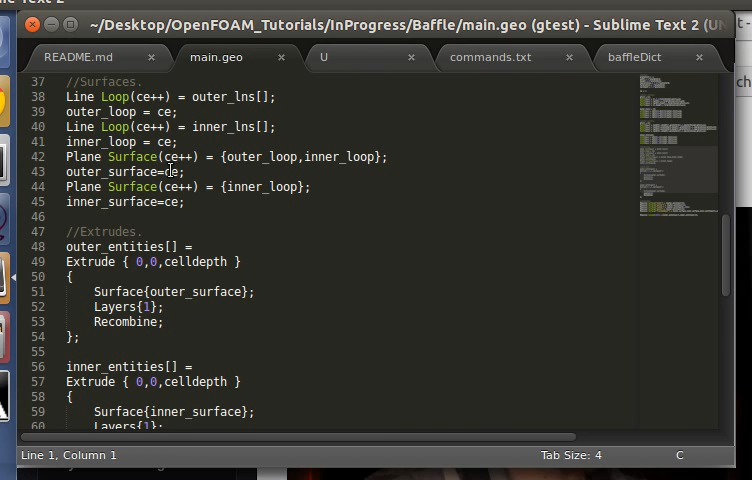 ~/Desktop/OpenFOAM_Tutorials/InProgress/Baffle/main.geo (gtest) - Sublime Text 2 (UN
README.md × main.geo × U × commands.txt × baffleDict ×
37 //Surfaces.
38 Line Loop(ce++) = outer_lns[];
39 outer_loop = ce;
40 Line Loop(ce++) = inner_lns[];
41 inner_loop = ce;
42 Plane Surface(ce++) = {outer_loop,inner_loop};
43 outer_surface=ce;
44 Plane Surface(ce++) = {inner_loop};
45 inner_surface=ce;
46
47 //Extrudes.
48 outer_entities[] =
49 Extrude { 0,0,celldepth }
50 {
51 Surface{outer_surface};
52 Layers{1};
53 Recombine;
54 };
55
56 inner_entities[] =
57 Extrude { 0,0,celldepth }
58 {
59 Surface{inner_surface};
60 Layers{1};
Line 1, Column 1 Tab Size: 4 C